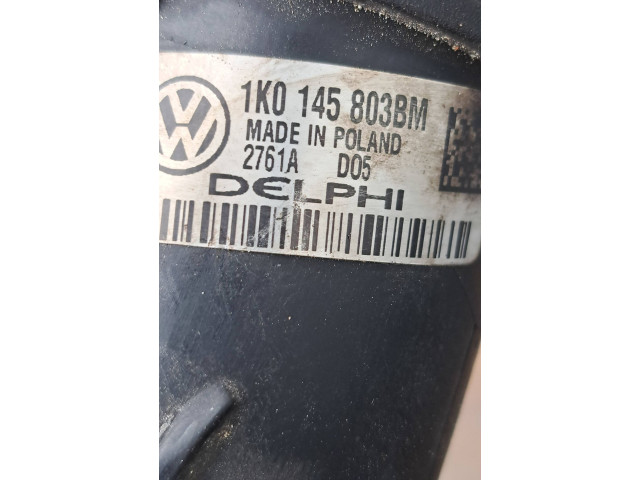 1K0 145 803BM
MADE IN POLAND
2761A D05
DELPHI